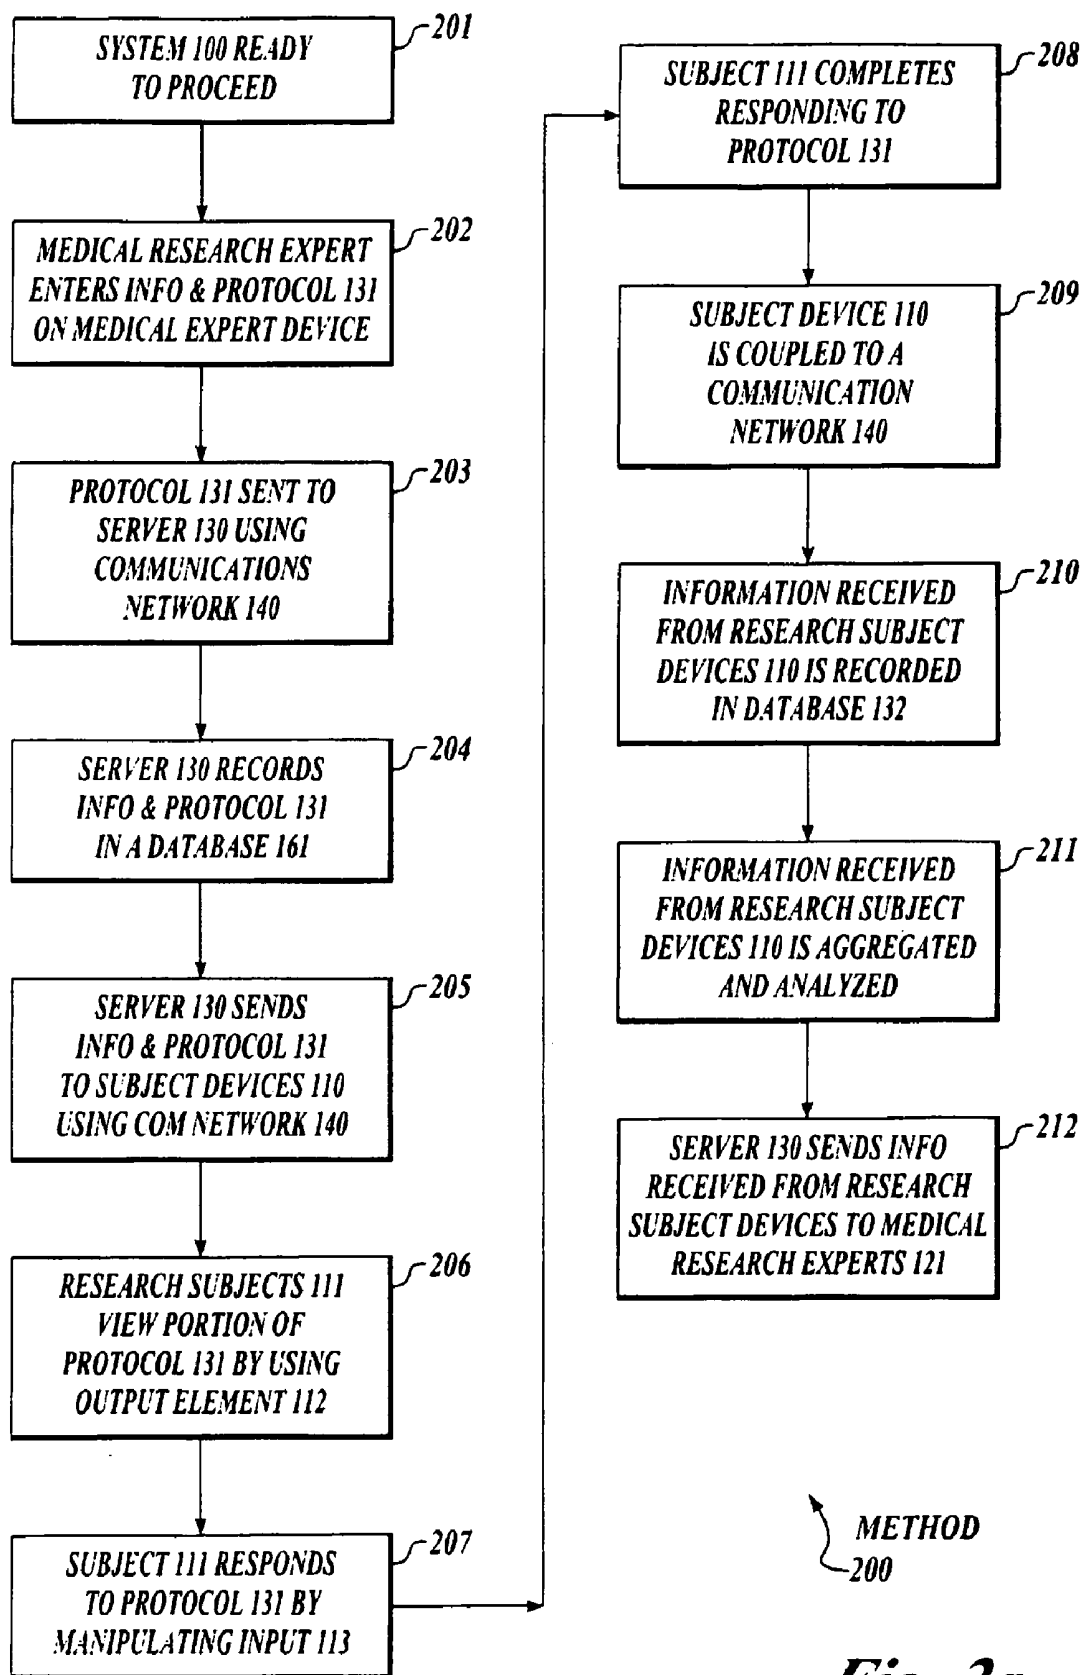 201
SYSTEM 100 READY
TO PROCEED
202
MEDICAL RESEARCH EXPERT
ENTERS INFO & PROTOCOL 131
ON MEDICAL EXPERT DEVICE
203
PROTOCOL 131 SENT TO
SERVER 130 USING
COMMUNICATIONS
NETWORK 140
204
SERVER 130 RECORDS
INFO & PROTOCOL 131
IN A DATABASE 161
205
SERVER 130 SENDS
INFO & PROTOCOL 131
TO SUBJECT DEVICES 110
USING COM NETWORK 140
206
RESEARCH SUBJECTS 111
VIEW PORTION OF
PROTOCOL 131 BY USING
OUTPUT ELEMENT 112
207
SUBJECT 111 RESPONDS
TO PROTOCOL 131 BY
MANIPULATING INPUT 113
208
SUBJECT 111 COMPLETES
RESPONDING TO
PROTOCOL 131
209
SUBJECT DEVICE 110
IS COUPLED TO A
COMMUNICATION
NETWORK 140
210
INFORMATION RECEIVED
FROM RESEARCH SUBJECT
DEVICES 110 IS RECORDED
IN DATABASE 132
211
INFORMATION RECEIVED
FROM RESEARCH SUBJECT
DEVICES 110 IS AGGREGATED
AND ANALYZED
212
SERVER 130 SENDS INFO
RECEIVED FROM RESEARCH
SUBJECT DEVICES TO MEDICAL
RESEARCH EXPERTS 121
METHOD
200